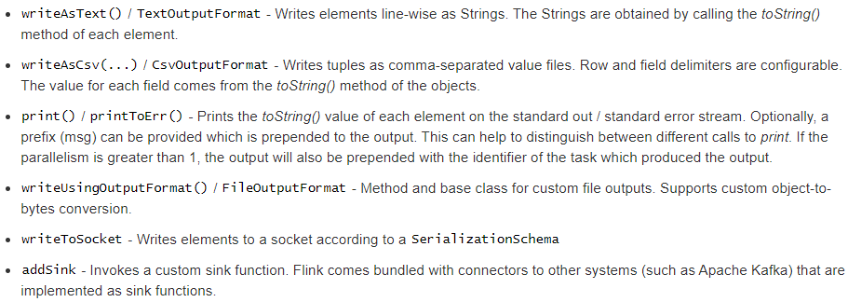 • writeAsText() / TextOutputFormat - Writes elements line-wise as Strings. The Strings are obtained by calling the toString()
method of each element.
• writeAsCsv(...) / CsvOutputFormat - Writes tuples as comma-separated value files. Row and field delimiters are configurable.
The value for each field comes from the toString() method of the objects.
• print() / printToErr() - Prints the toString() value of each element on the standard out / standard error stream. Optionally, a
prefix (msg) can be provided which is prepended to the output. This can help to distinguish between different calls to print. If the
parallelism is greater than 1, the output will also be prepended with the identifier of the task which produced the output.
• writeUsingOutputFormat() / FileOutputFormat - Method and base class for custom file outputs. Supports custom object-to-
bytes conversion.
• writeToSocket - Writes elements to a socket according to a SerializationSchema
• addSink - Invokes a custom sink function. Flink comes bundled with connectors to other systems (such as Apache Kafka) that are
implemented as sink functions.